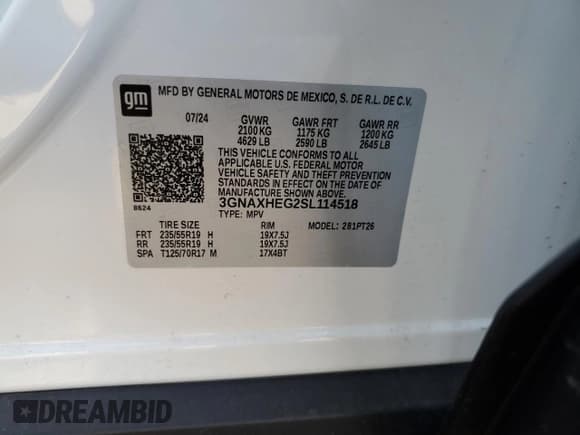 gm
MFD BY GENERAL MOTORS DE MEXICO, S. DE R.L. DE C.V.
07/24 GVWR GAWR FRT GAWR RR
2100 KG 1175 KG 1200 KG
4629 LB 2590 LB 2645 LB
THIS VEHICLE CONFORMS TO ALL
APPLICABLE U.S. FEDERAL MOTOR
VEHICLE SAFETY AND THEFT PREVENTION
STANDARDS IN EFFECT ON THE DATE OF
MANUFACTURE SHOWN ABOVE.
8624 3GNAXHEG2SL114518
TYPE: MPV
TIRE SIZE RIM MODEL: 281PT26
FRT 235/55R19 H 19X7.5J
RR 235/55R19 H 19X7.5J
SPA T125/70R17 M 17X4BT
DREAMBID